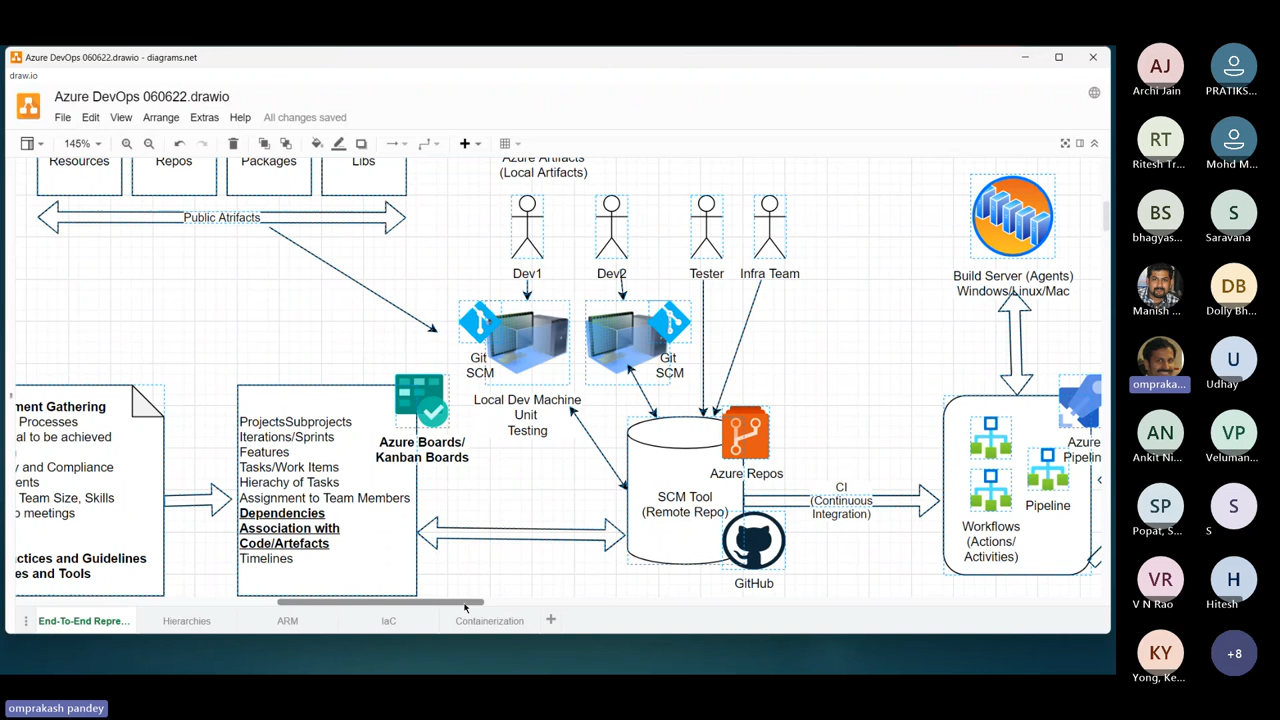 Azure DevOps 060622.drawio - diagrams.net
draw.io
Azure DevOps 060622.drawio
File Edit View Arrange Extras Help All changes saved
145%
Resources
Repos
Packages
Libs
Azure Artifacts
(Local Artifacts)
Public Atrifacts
Dev1
Dev2
Tester
Infra Team
Build Server (Agents)
Windows/Linux/Mac
Git
SCM
Git
SCM
Local Dev Machine
Unit
Testing
ment Gathering
Processes
al to be achieved
y and Compliance
ents
Team Size, Skills
o meetings
ctices and Guidelines
es and Tools
ProjectsSubprojects
Iterations/Sprints
Features
Tasks/Work Items
Hierachy of Tasks
Assignment to Team Members
Dependencies
Association with
Code/Artefacts
Timelines
Azure Boards/
Kanban Boards
Azure Repos
SCM Tool
(Remote Repo)
GitHub
CI
(Continuous
Integration)
Azure
Pipelin
Pipeline
Workflows
(Actions/
Activities)
End-To-End Repre...
Hierarchies
ARM
IaC
Containerization
AJ
Archi Jain
PRATIKS...
RT
Ritesh Tr...
Mohd M...
BS
bhagyas...
S
Saravana
Manish ...
DB
Dolly Bh...
ompraka...
U
Udhay
AN
Ankit Ni...
VP
Veluman...
SP
Popat, S...
S
S
VR
V N Rao
H
Hitesh
KY
Yong, Ke...
+8
omprakash pandey